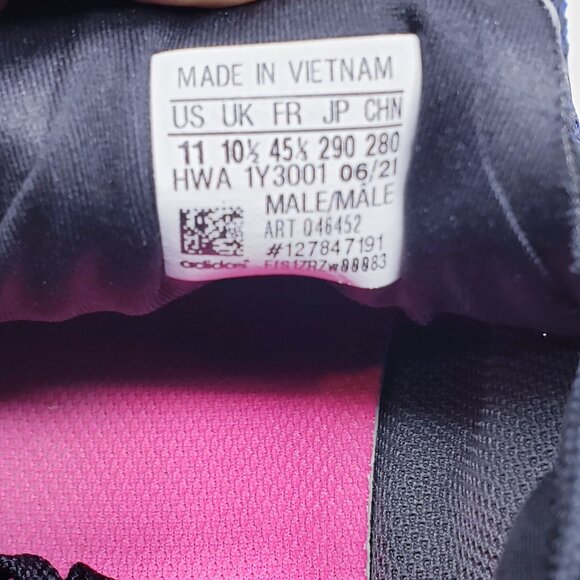 MADE IN VIETNAM
US UK FR JP CHN
11 10½ 45⅓ 290 280
HWA 1Y3001 06/21
MALE/MÂLE
ART Q46452
#127847191
adidas